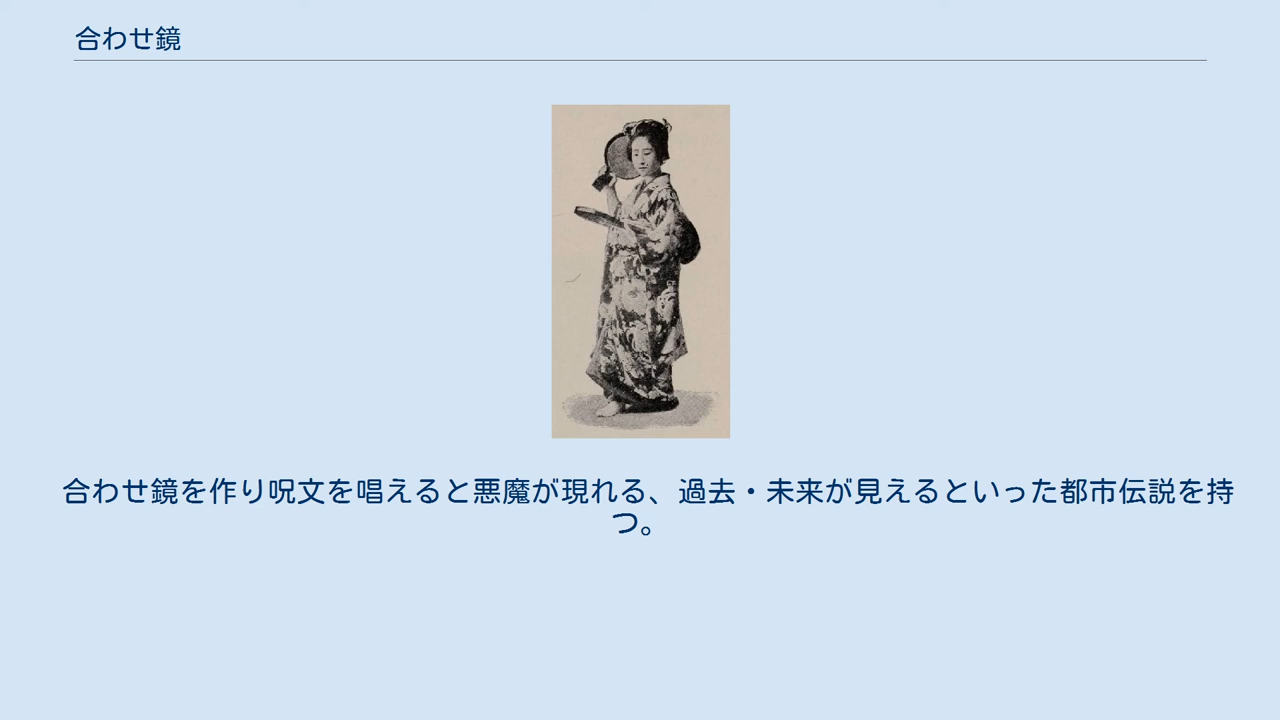 合わせ鏡
合わせ鏡を作り呪文を唱えると悪魔が現れる、過去・未来が見えるといった都市伝説を持
つ。